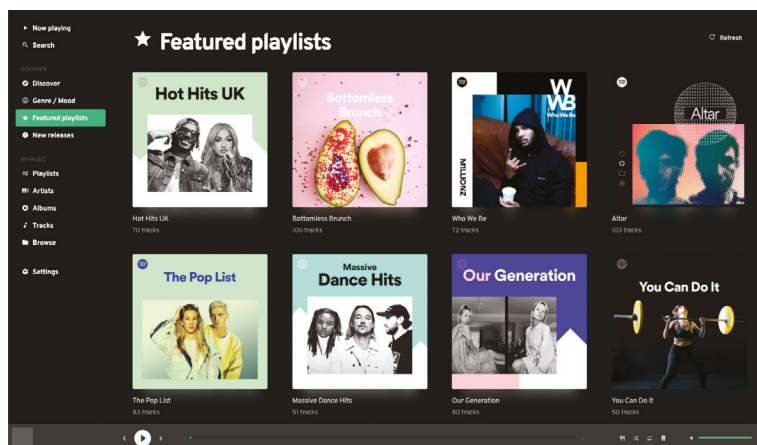 Now playing
Search
DISCOVER
Discover
Genre / Mood
Featured playlists
New releases
MY MUSIC
Playlists
Artists
Albums
Tracks
Browse
Settings
Featured playlists
Refresh
Hot Hits UK
Hot Hits UK
70 tracks
Bottomless
Brunch
Bottomless Brunch
100 tracks
W
WB
Who We Be
MILLIONZ
Who We Be
72 tracks
Altar
Altar
103 tracks
The Pop List
The Pop List
83 tracks
Massive
Dance Hits
Massive Dance Hits
51 tracks
Our Generation
Our Generation
80 tracks
You Can Do It
You Can Do It
50 tracks